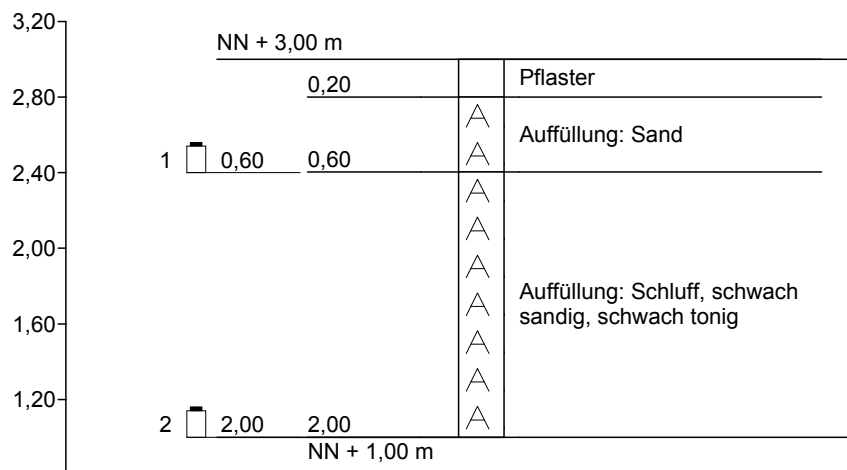 3,20
NN + 3,00 m
0,20 Pflaster
2,80
A
Auffüllung: Sand
1 0,60 0,60 A
2,40
A
A
2,00
A
Auffüllung: Schluff, schwach
sandig, schwach tonig
A
1,60
A
A
1,20
2 2,00 2,00 A
NN + 1,00 m